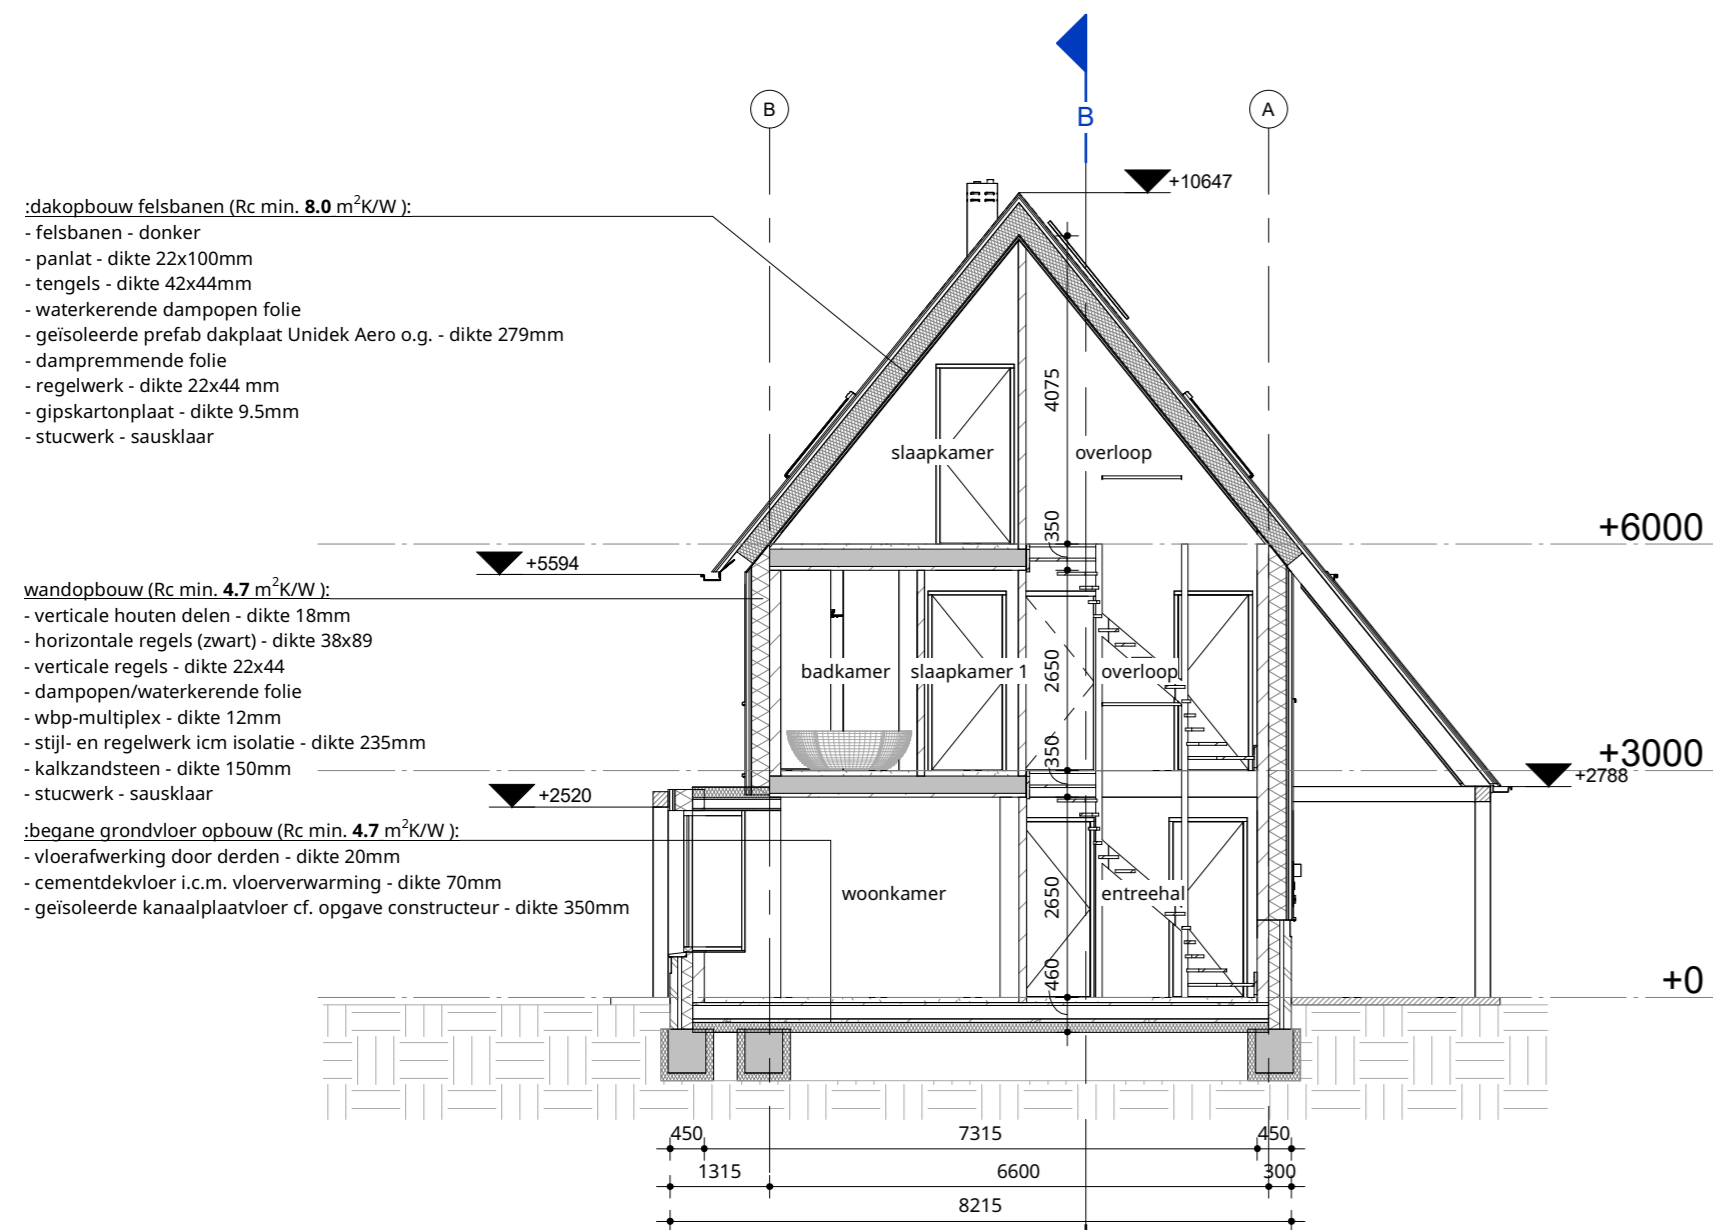 B
A
B
+10647
:dakopbouw felsbanen (Rc min. 8.0 m²K/W ):
- felsbanen - donker
- panlat - dikte 22x100mm
- tengels - dikte 42x44mm
- waterkerende dampopen folie
- geïsoleerde prefab dakplaat Unidek Aero o.g. - dikte 279mm
- dampremmende folie
- regelwerk - dikte 22x44 mm
- gipskartonplaat - dikte 9.5mm
- stucwerk - sausklaar
4075
slaapkamer
overloop
350
+6000
+5594
wandopbouw (Rc min. 4.7 m²K/W ):
- verticale houten delen - dikte 18mm
- horizontale regels (zwart) - dikte 38x89
- verticale regels - dikte 22x44
- dampopen/waterkerende folie
- wbp-multiplex - dikte 12mm
- stijl- en regelwerk icm isolatie - dikte 235mm
- kalkzandsteen - dikte 150mm
- stucwerk - sausklaar
badkamer
slaapkamer 1
2650
overloop
350
+3000
+2788
+2520
:begane grondvloer opbouw (Rc min. 4.7 m²K/W ):
- vloerafwerking door derden - dikte 20mm
- cementdekvloer i.c.m. vloerverwarming - dikte 70mm
- geïsoleerde kanaalplaatvloer cf. opgave constructeur - dikte 350mm
woonkamer
2650
entreehal
460
+0
450
7315
450
1315
6600
300
8215